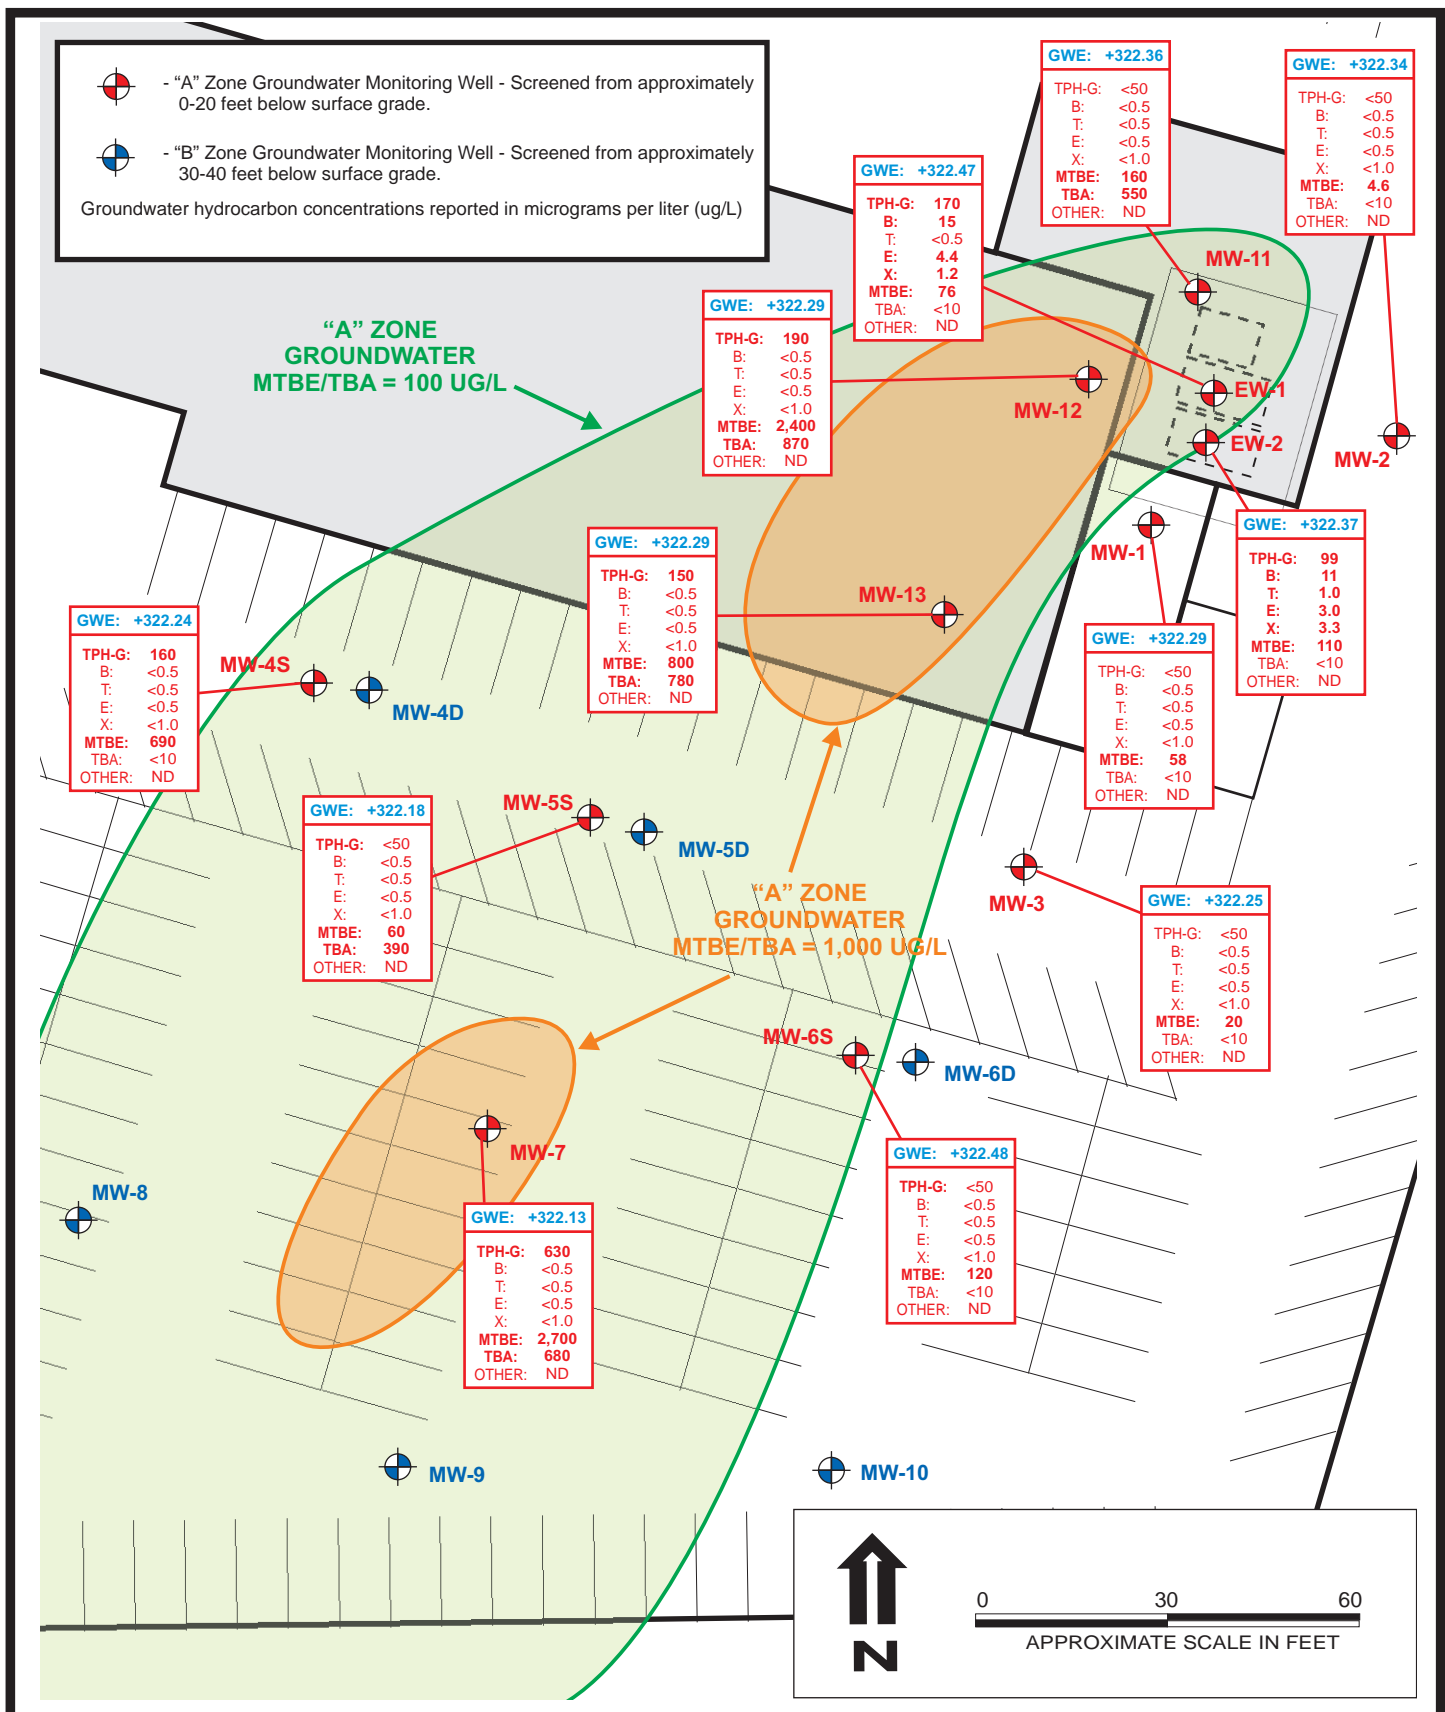 - “A” Zone Groundwater Monitoring Well - Screened from approximately
0-20 feet below surface grade.
- “B” Zone Groundwater Monitoring Well - Screened from approximately
30-40 feet below surface grade.
Groundwater hydrocarbon concentrations reported in micrograms per liter (ug/L)
GWE: +322.36
TPH-G: <50
B: <0.5
T: <0.5
E: <0.5
X: <1.0
MTBE: 160
TBA: 550
OTHER: ND
GWE: +322.34
TPH-G: <50
B: <0.5
T: <0.5
E: <0.5
X: <1.0
MTBE: 4.6
TBA: <10
OTHER: ND
GWE: +322.47
TPH-G: 170
B: 15
T: <0.5
E: 4.4
X: 1.2
MTBE: 76
TBA: <10
OTHER: ND
MW-11
GWE: +322.29
TPH-G: 190
B: <0.5
T: <0.5
E: <0.5
X: <1.0
MTBE: 2,400
TBA: 870
OTHER: ND
“A” ZONE
GROUNDWATER
MTBE/TBA = 100 UG/L
MW-12
EW-1
EW-2
MW-2
MW-1
GWE: +322.37
TPH-G: 99
B: 11
T: 1.0
E: 3.0
X: 3.3
MTBE: 110
TBA: <10
OTHER: ND
GWE: +322.29
TPH-G: 150
B: <0.5
T: <0.5
E: <0.5
X: <1.0
MTBE: 800
TBA: 780
OTHER: ND
MW-13
GWE: +322.24
TPH-G: 160
B: <0.5
T: <0.5
E: <0.5
X: <1.0
MTBE: 690
TBA: <10
OTHER: ND
MW-4S
MW-4D
GWE: +322.29
TPH-G: <50
B: <0.5
T: <0.5
E: <0.5
X: <1.0
MTBE: 58
TBA: <10
OTHER: ND
GWE: +322.18
TPH-G: <50
B: <0.5
T: <0.5
E: <0.5
X: <1.0
MTBE: 60
TBA: 390
OTHER: ND
MW-5S
MW-5D
“A” ZONE
GROUNDWATER
MTBE/TBA = 1,000 UG/L
MW-3
GWE: +322.25
TPH-G: <50
B: <0.5
T: <0.5
E: <0.5
X: <1.0
MTBE: 20
TBA: <10
OTHER: ND
MW-6S
MW-6D
MW-7
MW-8
GWE: +322.48
TPH-G: <50
B: <0.5
T: <0.5
E: <0.5
X: <1.0
MTBE: 120
TBA: <10
OTHER: ND
GWE: +322.13
TPH-G: 630
B: <0.5
T: <0.5
E: <0.5
X: <1.0
MTBE: 2,700
TBA: 680
OTHER: ND
MW-9
MW-10
N
0 30 60
APPROXIMATE SCALE IN FEET